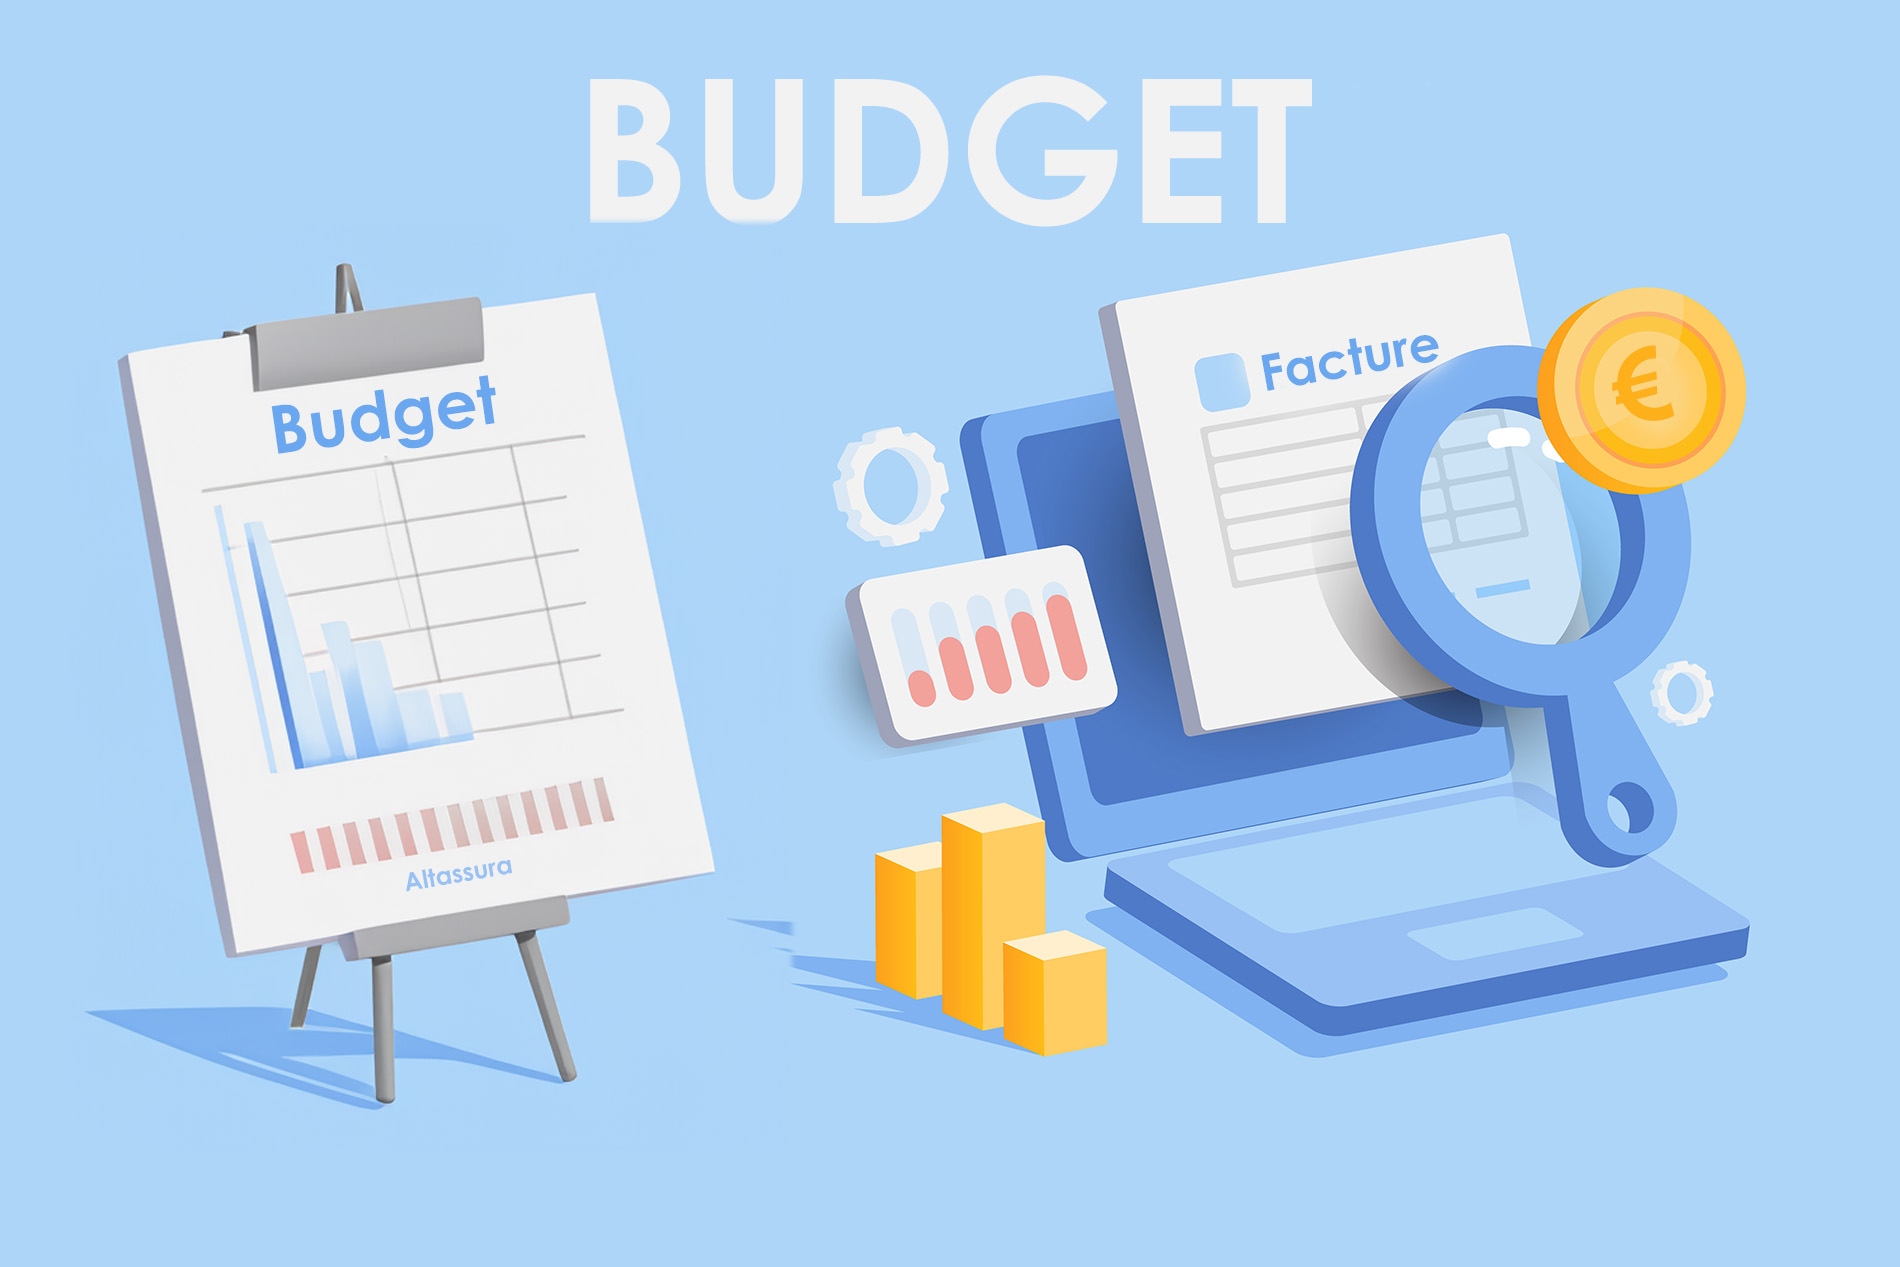 BUDGET
Budget
Altassura
Facture
€